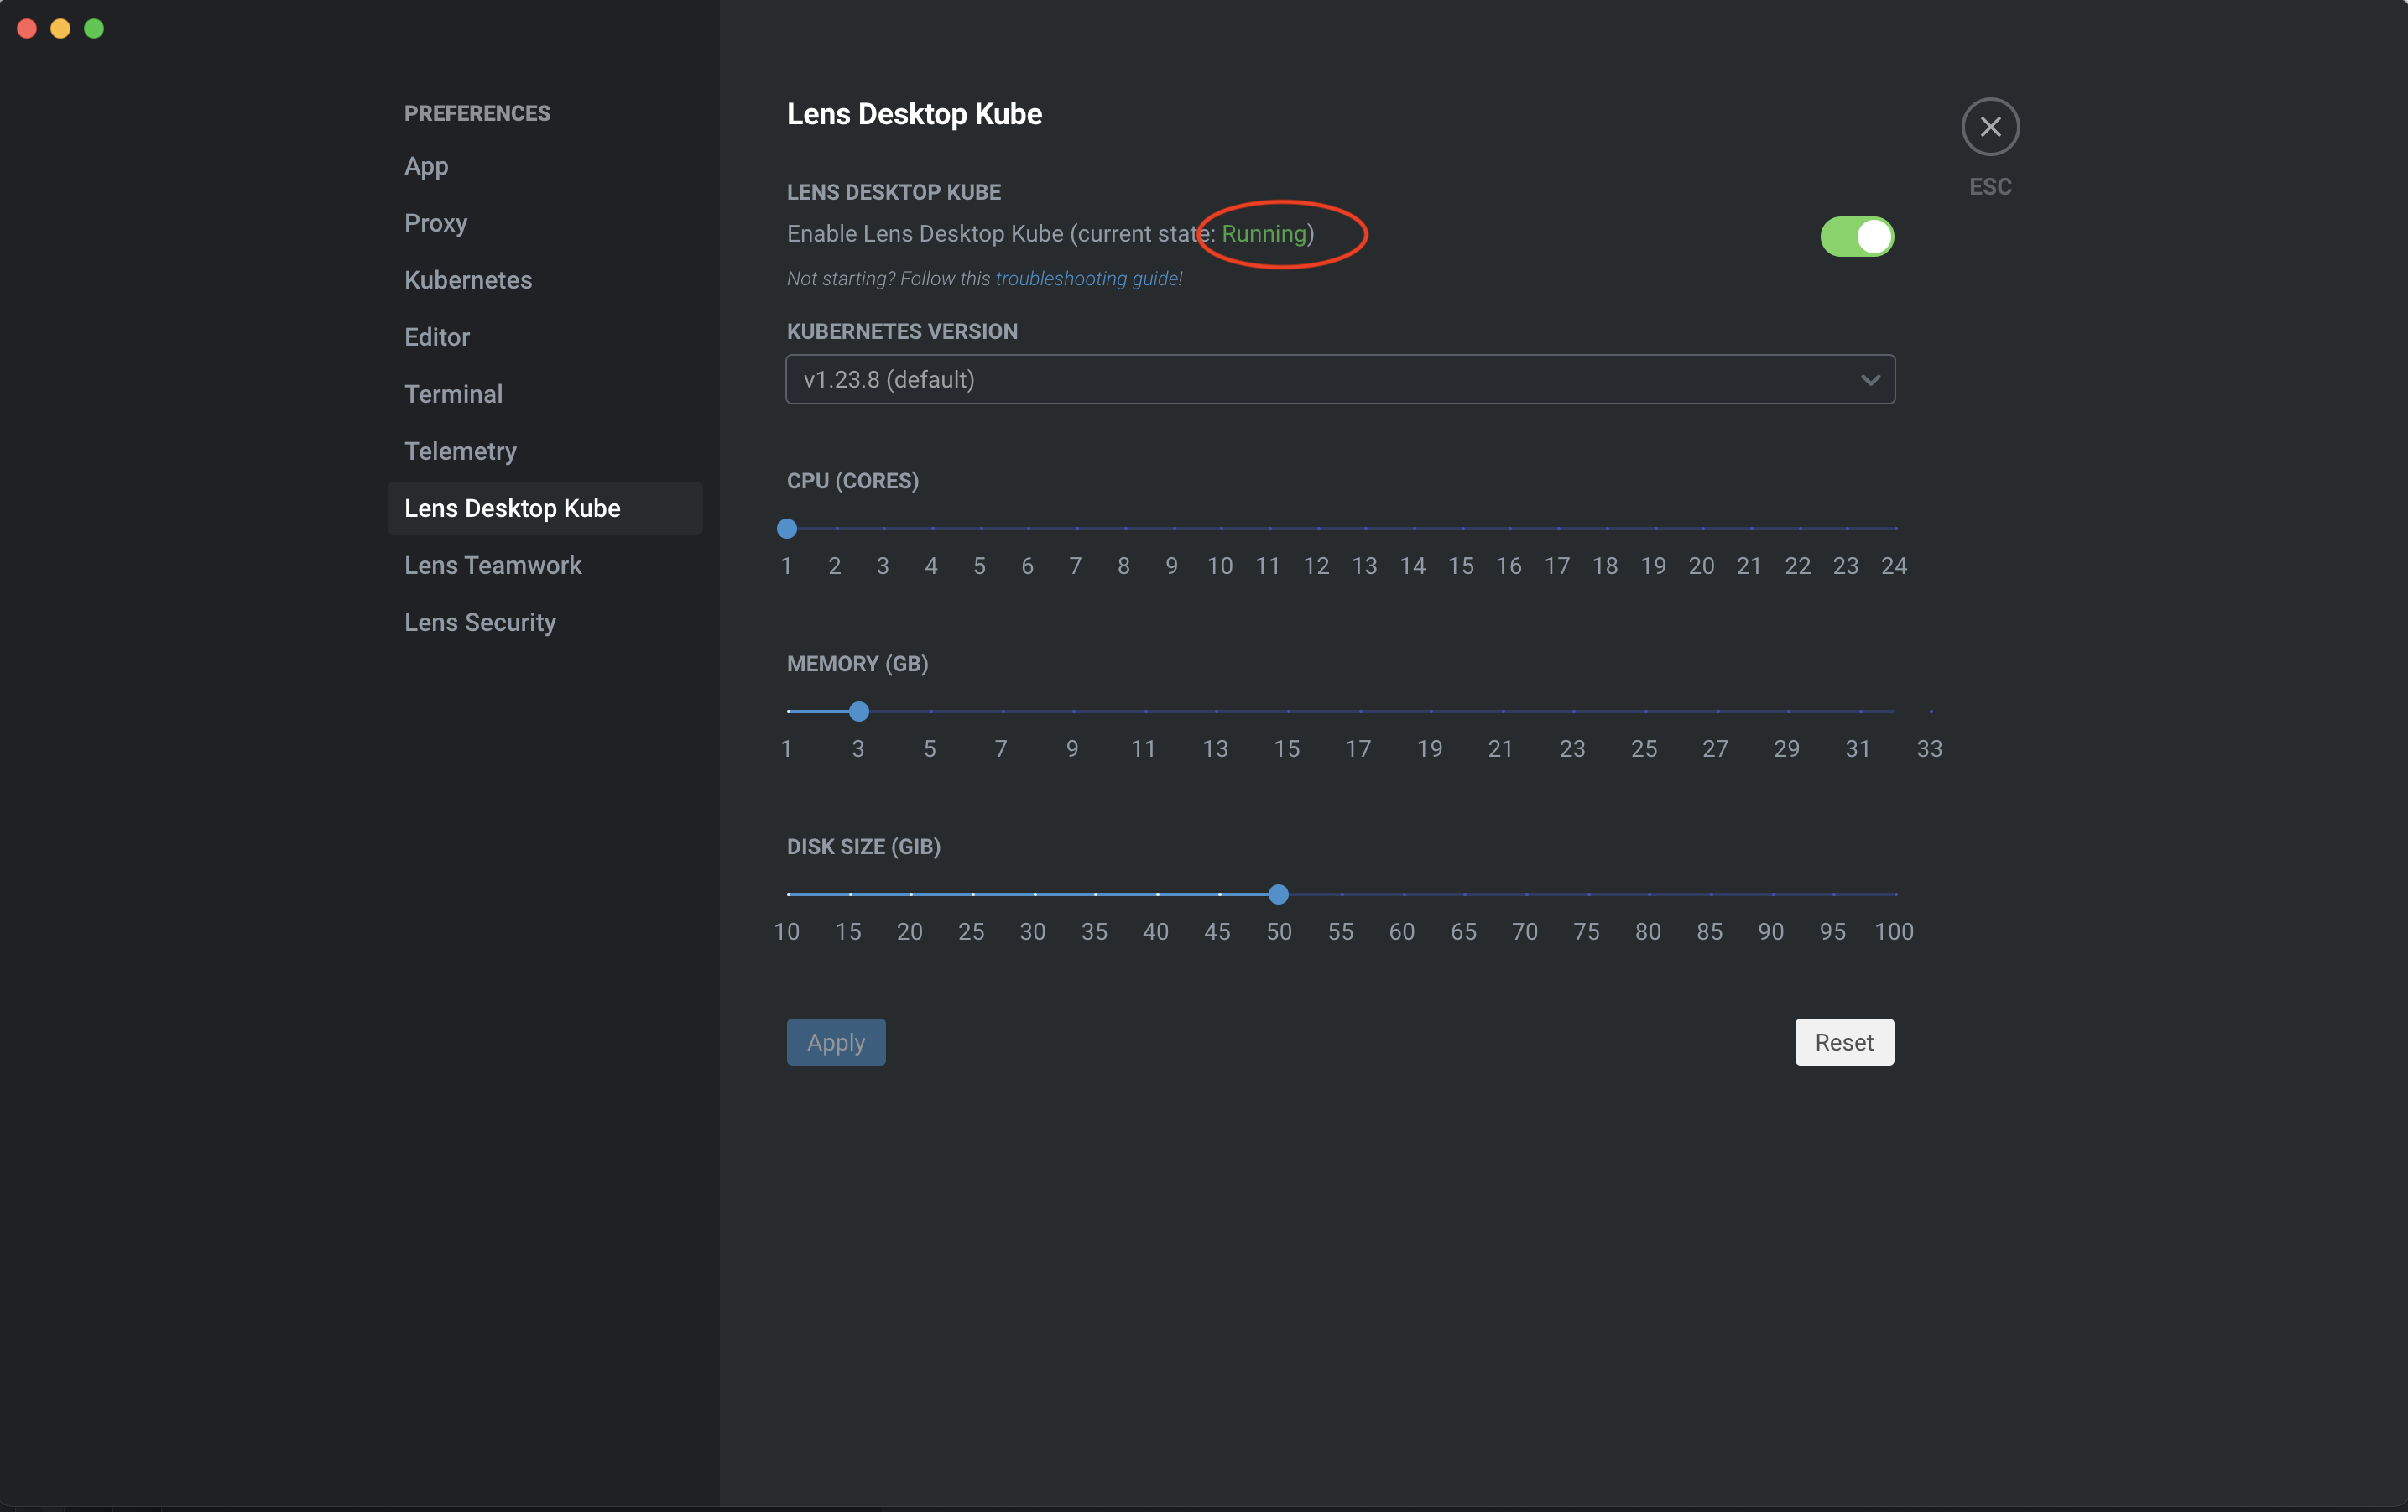 PREFERENCES
App
Proxy
Kubernetes
Editor
Terminal
Telemetry
Lens Desktop Kube
Lens Teamwork
Lens Security
Lens Desktop Kube
ESC
LENS DESKTOP KUBE
Enable Lens Desktop Kube (current state: Running)
Not starting? Follow this troubleshooting guide!
KUBERNETES VERSION
v1.23.8 (default)
CPU (CORES)
1 2 3 4 5 6 7 8 9 10 11 12 13 14 15 16 17 18 19 20 21 22 23 24
MEMORY (GB)
1 3 5 7 9 11 13 15 17 19 21 23 25 27 29 31 33
DISK SIZE (GIB)
10 15 20 25 30 35 40 45 50 55 60 65 70 75 80 85 90 95 100
Apply Reset